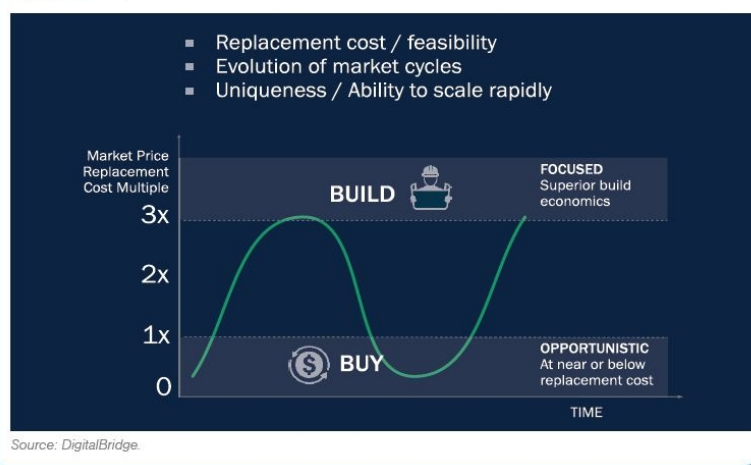 Replacement cost / feasibility
Evolution of market cycles
Uniqueness / Ability to scale rapidly
Market Price
Replacement
Cost Multiple
3x
2x
1x
0
BUILD
FOCUSED
Superior build
economics
$
BUY
OPPORTUNISTIC
At near or below
replacement cost
TIME
Source: DigitalBridge.